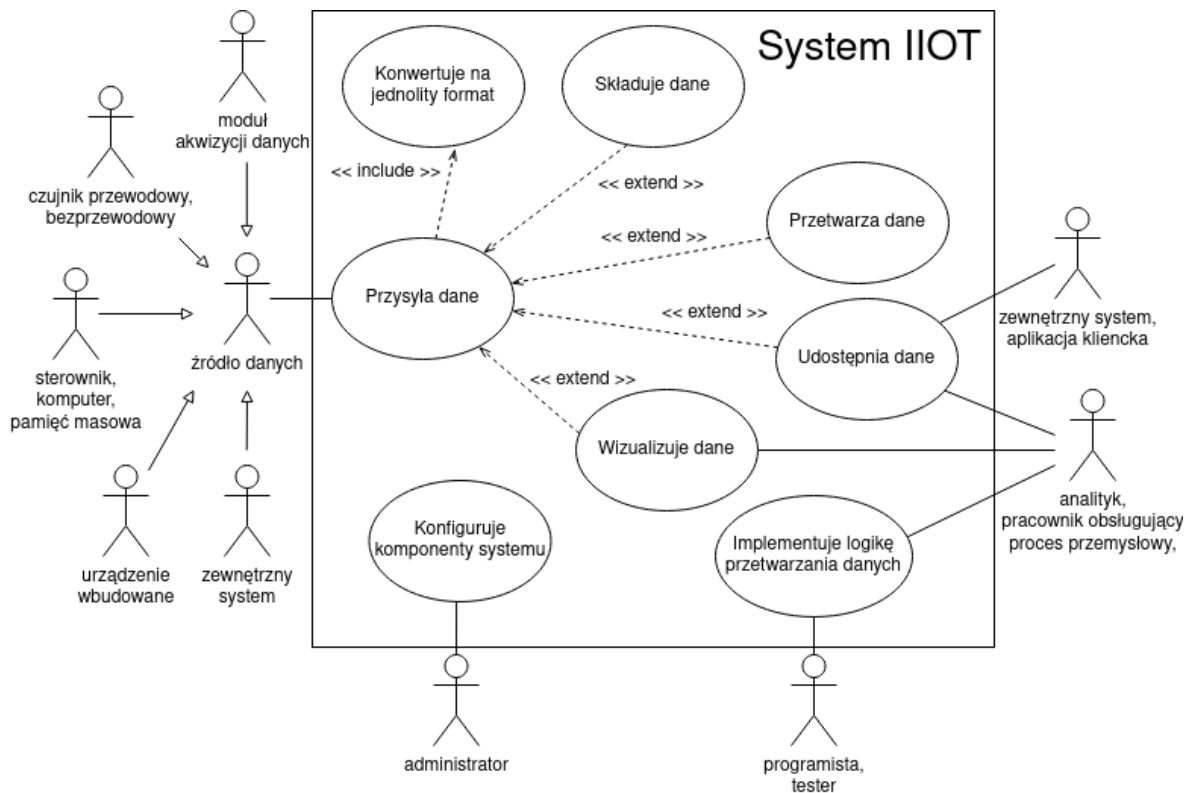 System IIOT
Konwertuje na
jednolity format
Składuje dane
moduł
akwizycji danych
<< include >>
<< extend >>
czujnik przewodowy,
bezprzewodowy
Przetwarza dane
<< extend >>
Przysyła dane
<< extend >>
zewnętrzny system,
aplikacja kliencka
źródło danych
Udostępnia dane
sterownik,
komputer,
pamięć masowa
<< extend >>
Wizualizuje dane
analityk,
pracownik obsługujący
proces przemysłowy,
Konfiguruje
komponenty systemu
Implementuje logikę
przetwarzania danych
urządzenie
wbudowane
zewnętrzny
system
administrator
programista,
tester